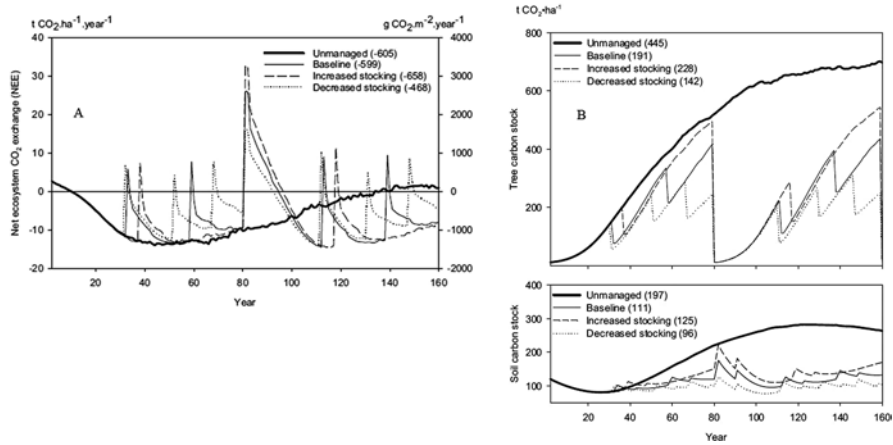 t CO₂.ha⁻¹.year⁻¹
g CO₂.m⁻².year⁻¹
Net ecosystem CO₂ exchange (NEE)
40
30
20
10
0
-10
-20
4000
3000
2000
1000
0
-1000
-2000
A
Unmanaged (-605)
Baseline (-599)
Increased stocking (-658)
Decreased stocking (-468)
20 40 60 80 100 120 140 160
Year
t CO₂•ha⁻¹
Tree carbon stock
800
600
400
200
B
Unmanaged (445)
Baseline (191)
Increased stocking (228)
Decreased stocking (142)
Soil carbon stock
400
300
200
100
Unmanaged (197)
Baseline (111)
Increased stocking (125)
Decreased stocking (96)
20 40 60 80 100 120 140 1600
Year